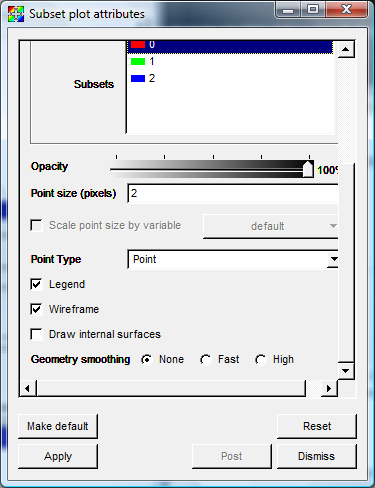 Subset plot attributes
0
1
Subsets
2
Opacity
100%
Point size (pixels) 2
Scale point size by variable default
Point Type Point
Legend
Wireframe
Draw internal surfaces
Geometry smoothing None Fast High
Make default Reset
Apply Post Dismiss